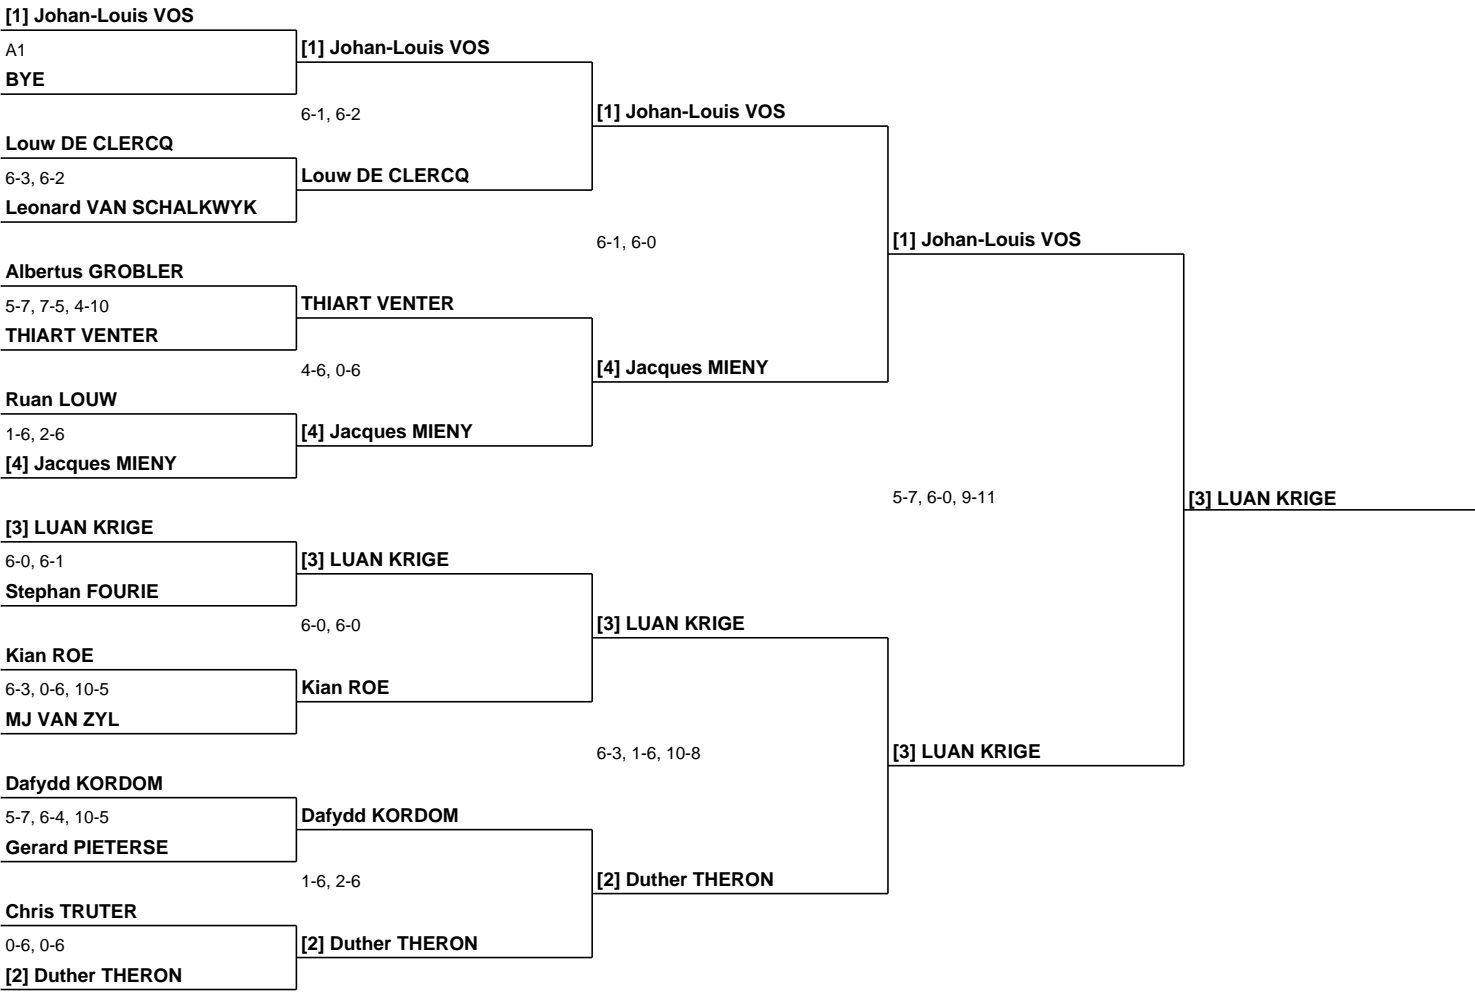 [1] Johan-Louis VOS
A1
BYE
Louw DE CLERCQ
6-3, 6-2
Leonard VAN SCHALKWYK
Albertus GROBLER
5-7, 7-5, 4-10
THIART VENTER
Ruan LOUW
1-6, 2-6
[4] Jacques MIENY
[3] LUAN KRIGE
6-0, 6-1
Stephan FOURIE
Kian ROE
6-3, 0-6, 10-5
MJ VAN ZYL
Dafydd KORDOM
5-7, 6-4, 10-5
Gerard PIETERSE
Chris TRUTER
0-6, 0-6
[2] Duther THERON
[1] Johan-Louis VOS
6-1, 6-2
Louw DE CLERCQ
THIART VENTER
4-6, 0-6
[4] Jacques MIENY
[3] LUAN KRIGE
6-0, 6-0
Kian ROE
Dafydd KORDOM
1-6, 2-6
[2] Duther THERON
[1] Johan-Louis VOS
6-1, 6-0
[4] Jacques MIENY
[3] LUAN KRIGE
6-3, 1-6, 10-8
[2] Duther THERON
[1] Johan-Louis VOS
5-7, 6-0, 9-11
[3] LUAN KRIGE
[3] LUAN KRIGE